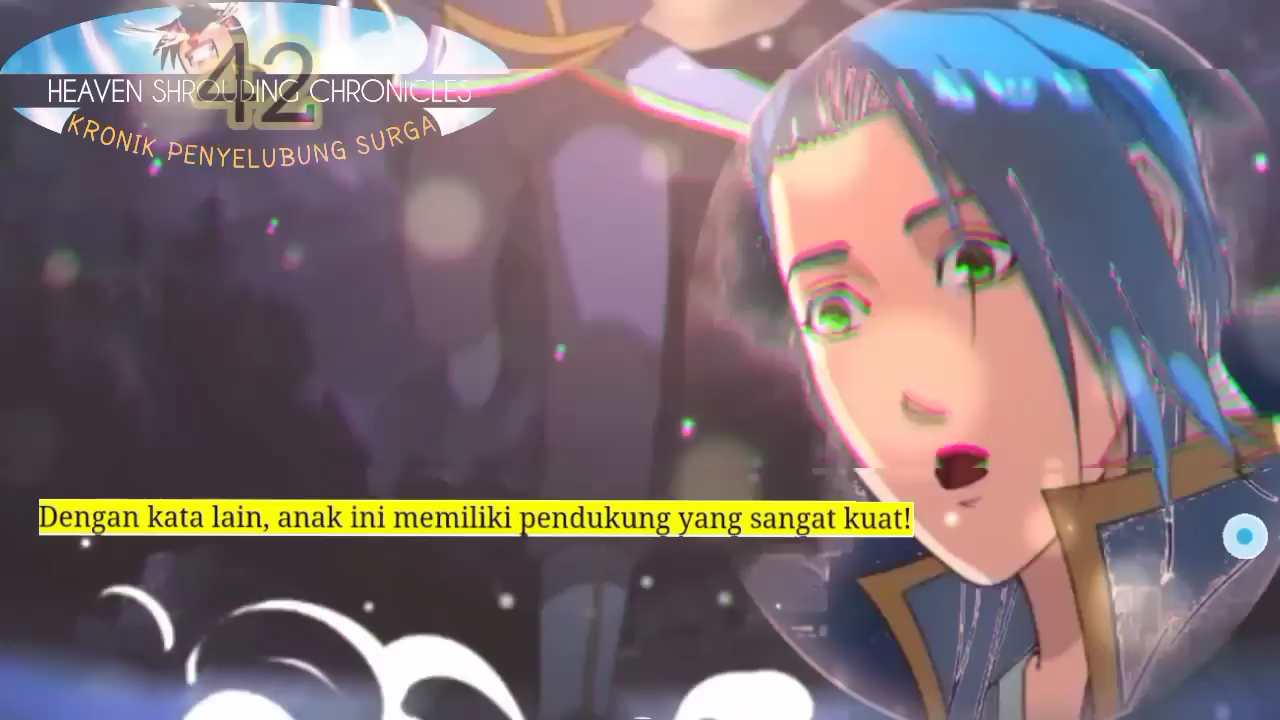 42
HEAVEN SHROUDING CHRONICLES
KRONIK PENYELUBUNG SURGA
Dengan kata lain, anak ini memiliki pendukung yang sangat kuat!